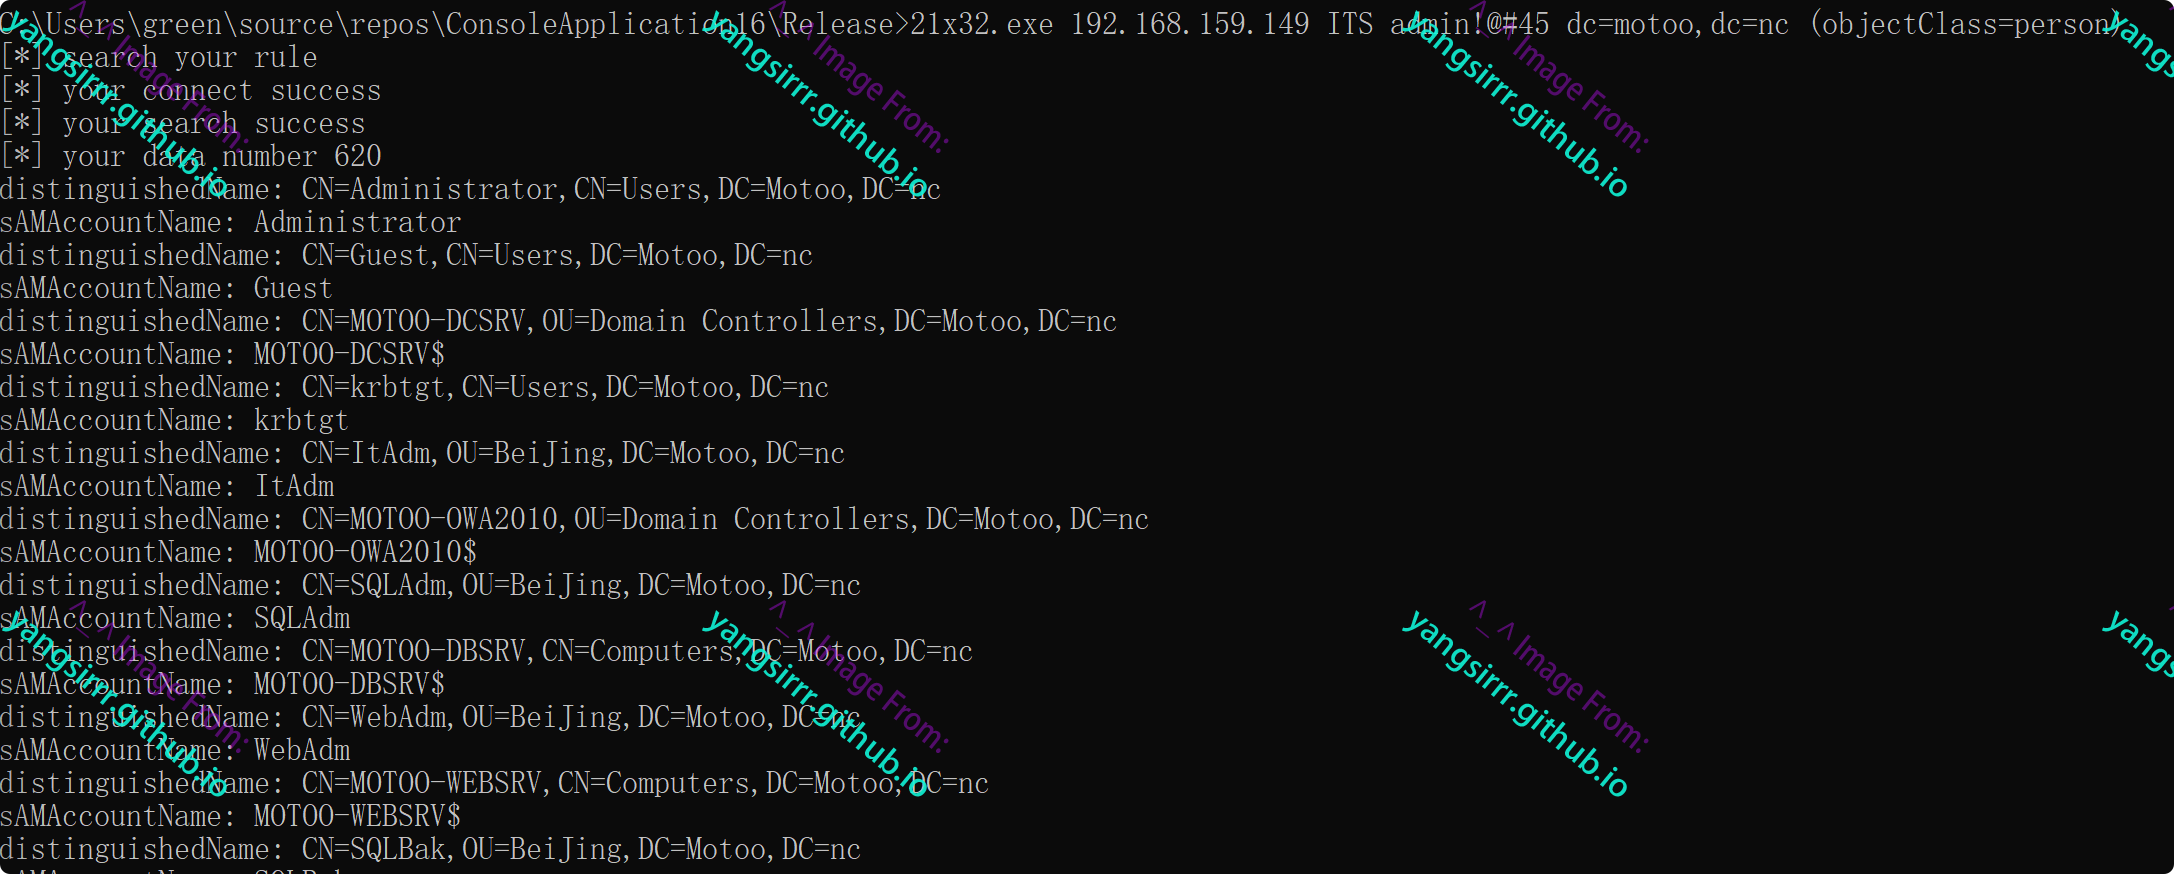 C:\Users\green\source\repos\ConsoleApplication16\Release>21x32.exe 192.168.159.149 ITS admin!@#45 dc=motoo,dc=nc (objectClass=person)
[*] search your rule
[*] your connect success
[*] your search success
[*] your data number 620
distinguishedName: CN=Administrator,CN=Users,DC=Motoo,DC=nc
sAMAccountName: Administrator
distinguishedName: CN=Guest,CN=Users,DC=Motoo,DC=nc
sAMAccountName: Guest
distinguishedName: CN=MOTOO-DCSRV,OU=Domain Controllers,DC=Motoo,DC=nc
sAMAccountName: MOTOO-DCSRV$
distinguishedName: CN=krbtgt,CN=Users,DC=Motoo,DC=nc
sAMAccountName: krbtgt
distinguishedName: CN=ItAdm,OU=BeiJing,DC=Motoo,DC=nc
sAMAccountName: ItAdm
distinguishedName: CN=MOTOO-OWA2010,OU=Domain Controllers,DC=Motoo,DC=nc
sAMAccountName: MOTOO-OWA2010$
distinguishedName: CN=SQLAdm,OU=BeiJing,DC=Motoo,DC=nc
sAMAccountName: SQLAdm
distinguishedName: CN=MOTOO-DBSRV,CN=Computers,DC=Motoo,DC=nc
sAMAccountName: MOTOO-DBSRV$
distinguishedName: CN=WebAdm,OU=BeiJing,DC=Motoo,DC=nc
sAMAccountName: WebAdm
distinguishedName: CN=MOTOO-WEBSRV,CN=Computers,DC=Motoo,DC=nc
sAMAccountName: MOTOO-WEBSRV$
distinguishedName: CN=SQLBak,OU=BeiJing,DC=Motoo,DC=nc
^_^ Image From:
yangsirrr.github.io
^_^ Image From:
yangsirrr.github.io
^_^ Image From:
yangsirrr.github.io
yangs
^_^ Image From:
yangsirrr.github.io
^_^ Image From:
yangsirrr.github.io
^_^ Image From:
yangsirrr.github.io
yangs